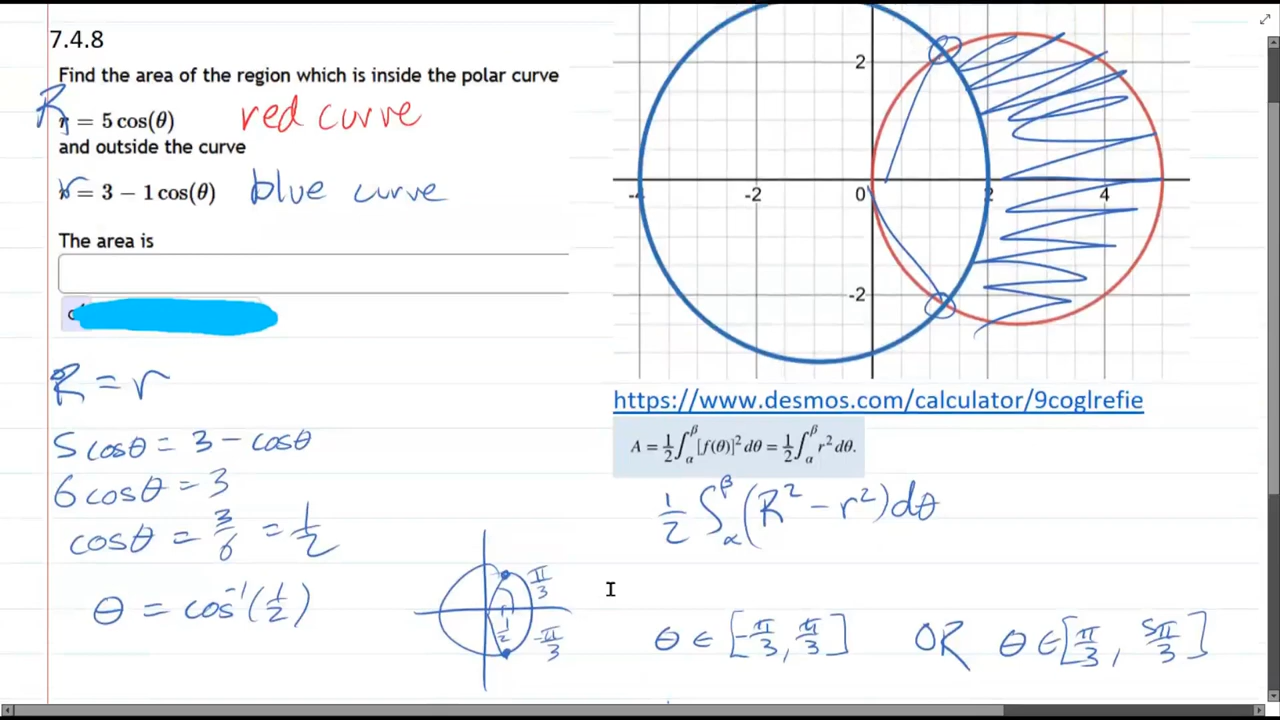 7.4.8
Find the area of the region which is inside the polar curve
R = 5 cos(θ) red curve
and outside the curve
r = 3 − 1 cos(θ) blue curve
The area is
R = r
5 cosθ = 3 − cosθ
6 cosθ = 3
cosθ = 3/6 = 1/2
θ = cos⁻¹(1/2)
π/3
1/2
-π/3
2
-4 -2 0 2 4
-2
https://www.desmos.com/calculator/9coglrefie
A = 1/2 ∫_α^β [f(θ)]² dθ = 1/2 ∫_α^β r² dθ.
1/2 ∫_α^β (R² − r²) dθ
θ ∈ [-π/3, π/3] OR θ ∈ [π/3, 5π/3]